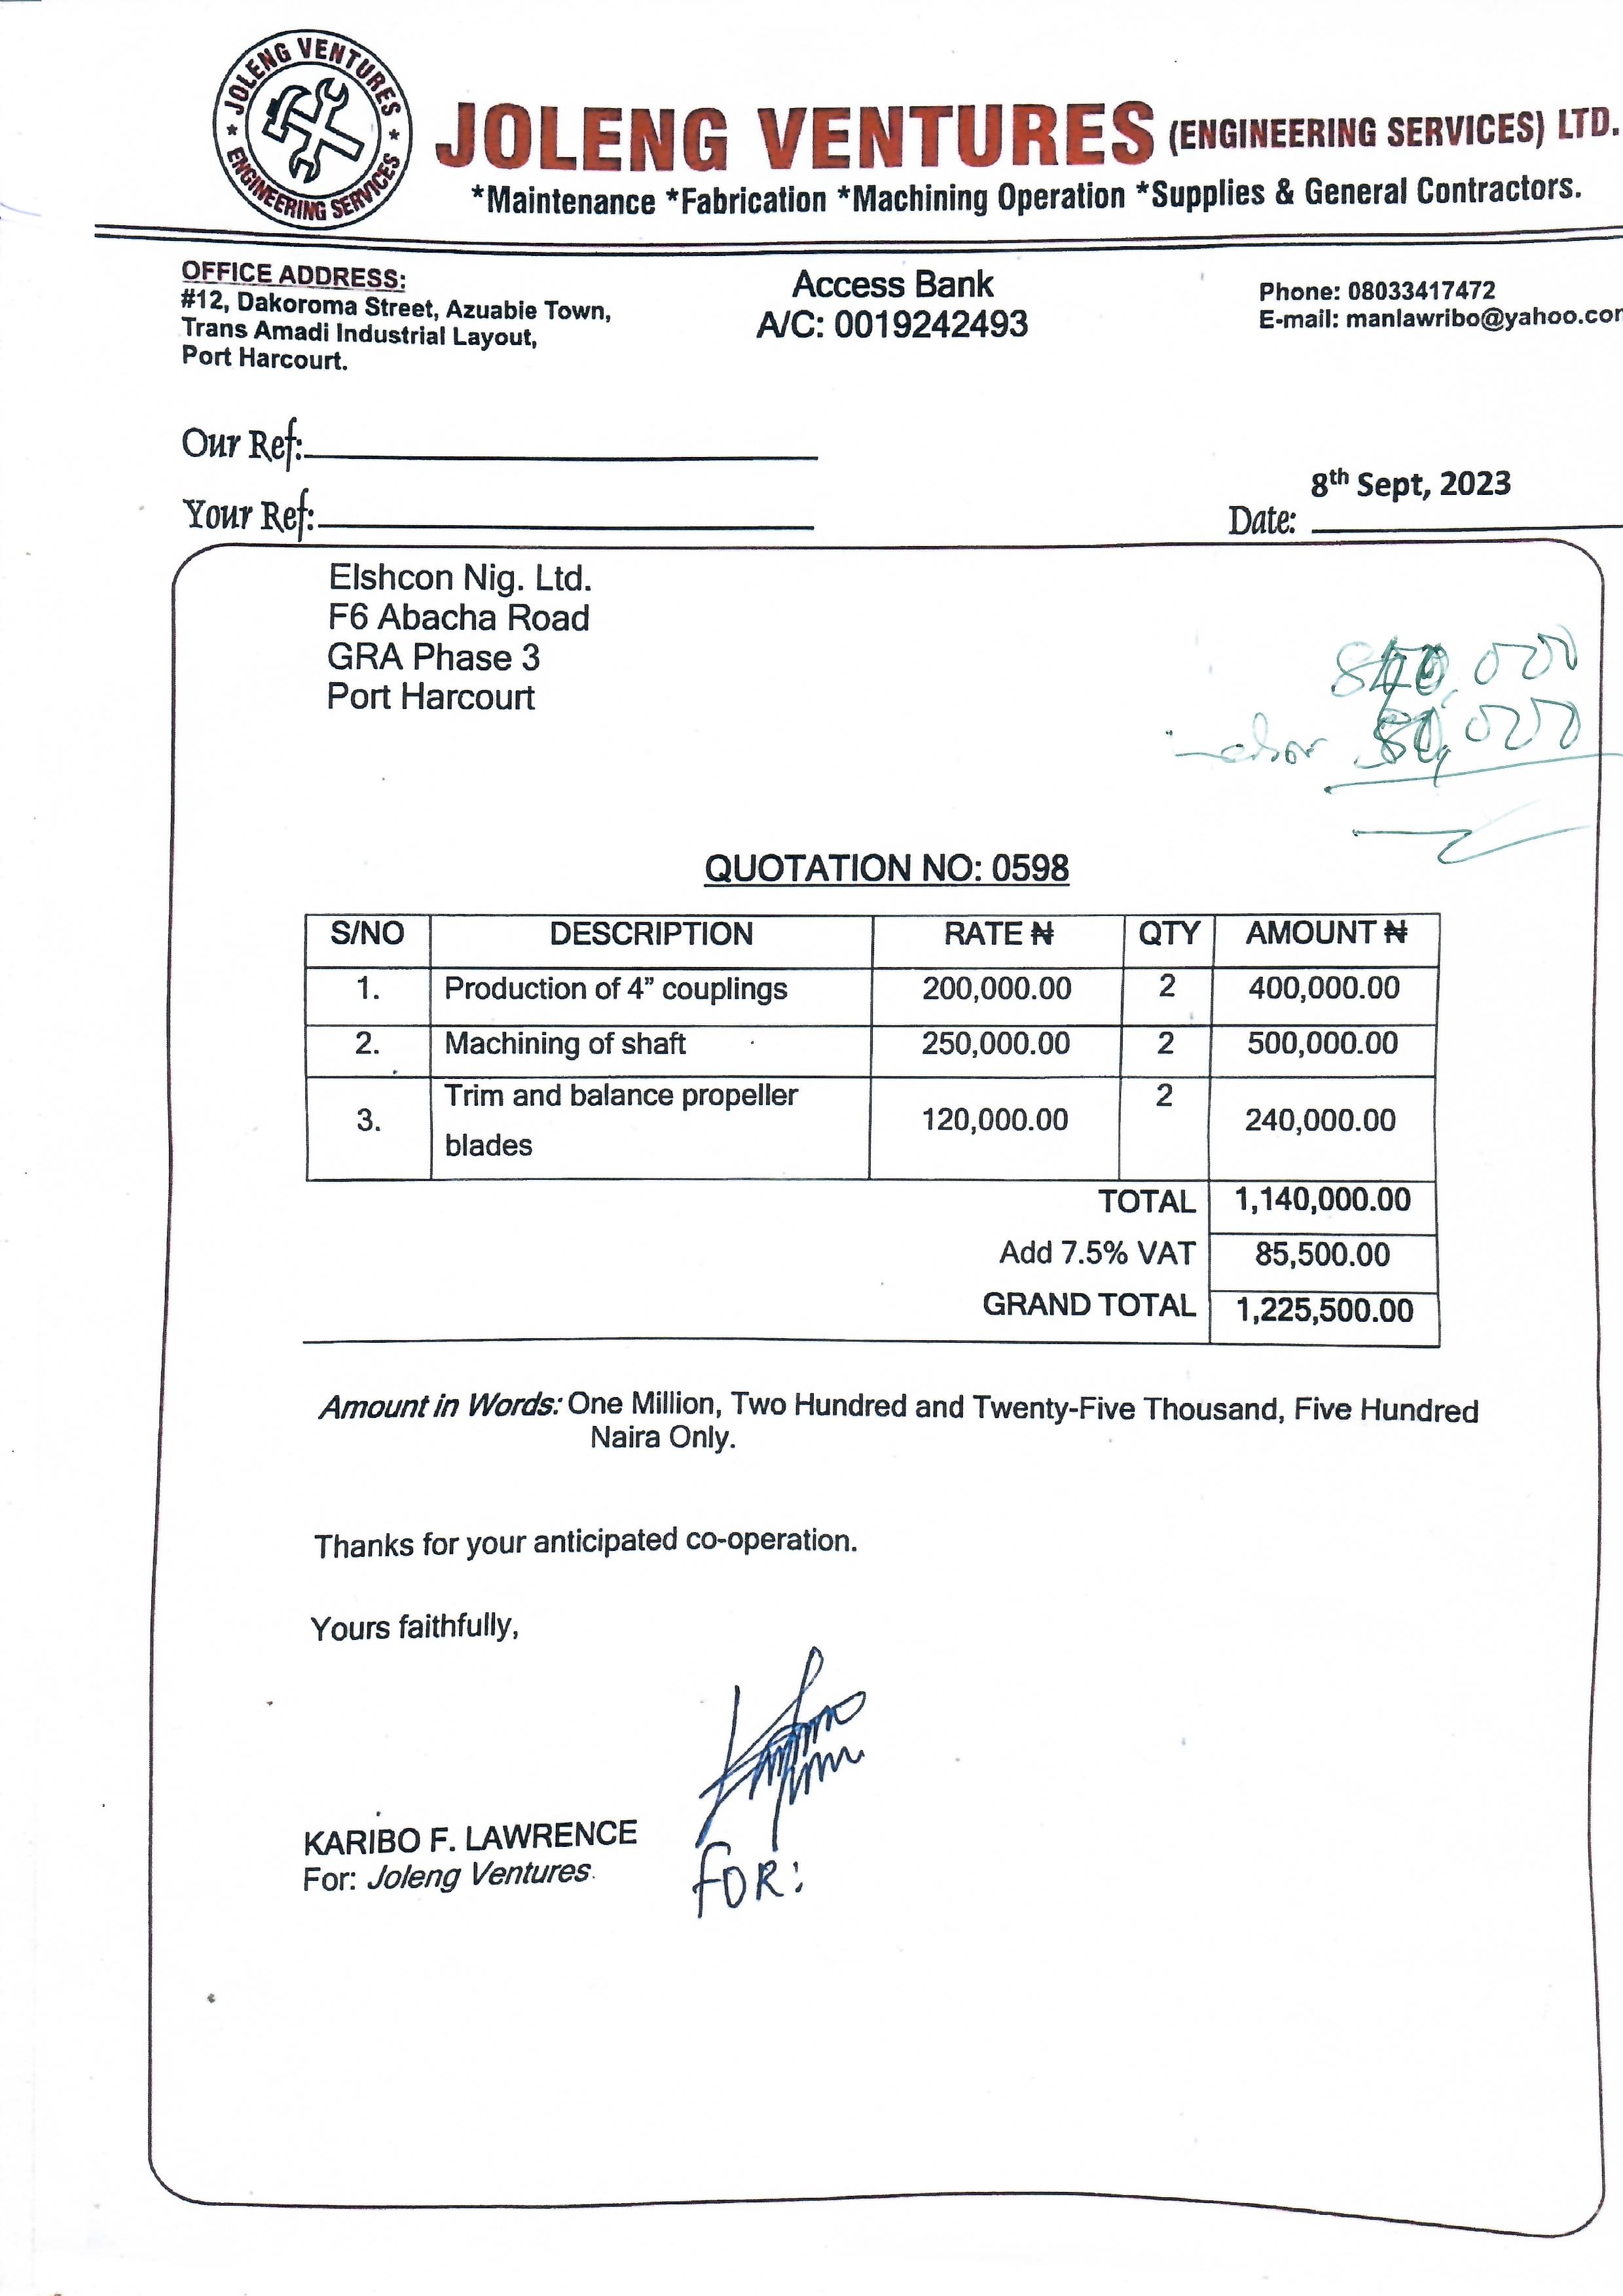 JOLENG VENTURES
ENGINEERING SERVICES
JOLENG VENTURES (ENGINEERING SERVICES) LTD.
*Maintenance *Fabrication *Machining Operation *Supplies & General Contractors.
OFFICE ADDRESS:
#12, Dakoroma Street, Azuabie Town,
Trans Amadi Industrial Layout,
Port Harcourt.
Access Bank
A/C: 0019242493
Phone: 08033417472
E-mail: manlawribo@yahoo.co
Our Ref:
Your Ref:
8th Sept, 2023
Date:
Elshcon Nig. Ltd.
F6 Abacha Road
GRA Phase 3
Port Harcourt
QUOTATION NO: 0598
S/NO DESCRIPTION RATE ₦ QTY AMOUNT ₦
1. Production of 4” couplings 200,000.00 2 400,000.00
2. Machining of shaft 250,000.00 2 500,000.00
3. Trim and balance propeller blades 120,000.00 2 240,000.00
TOTAL 1,140,000.00
Add 7.5% VAT 85,500.00
GRAND TOTAL 1,225,500.00
Amount in Words: One Million, Two Hundred and Twenty-Five Thousand, Five Hundred
Naira Only.
Thanks for your anticipated co-operation.
Yours faithfully,
KARIBO F. LAWRENCE
For: Joleng Ventures.
FOR: